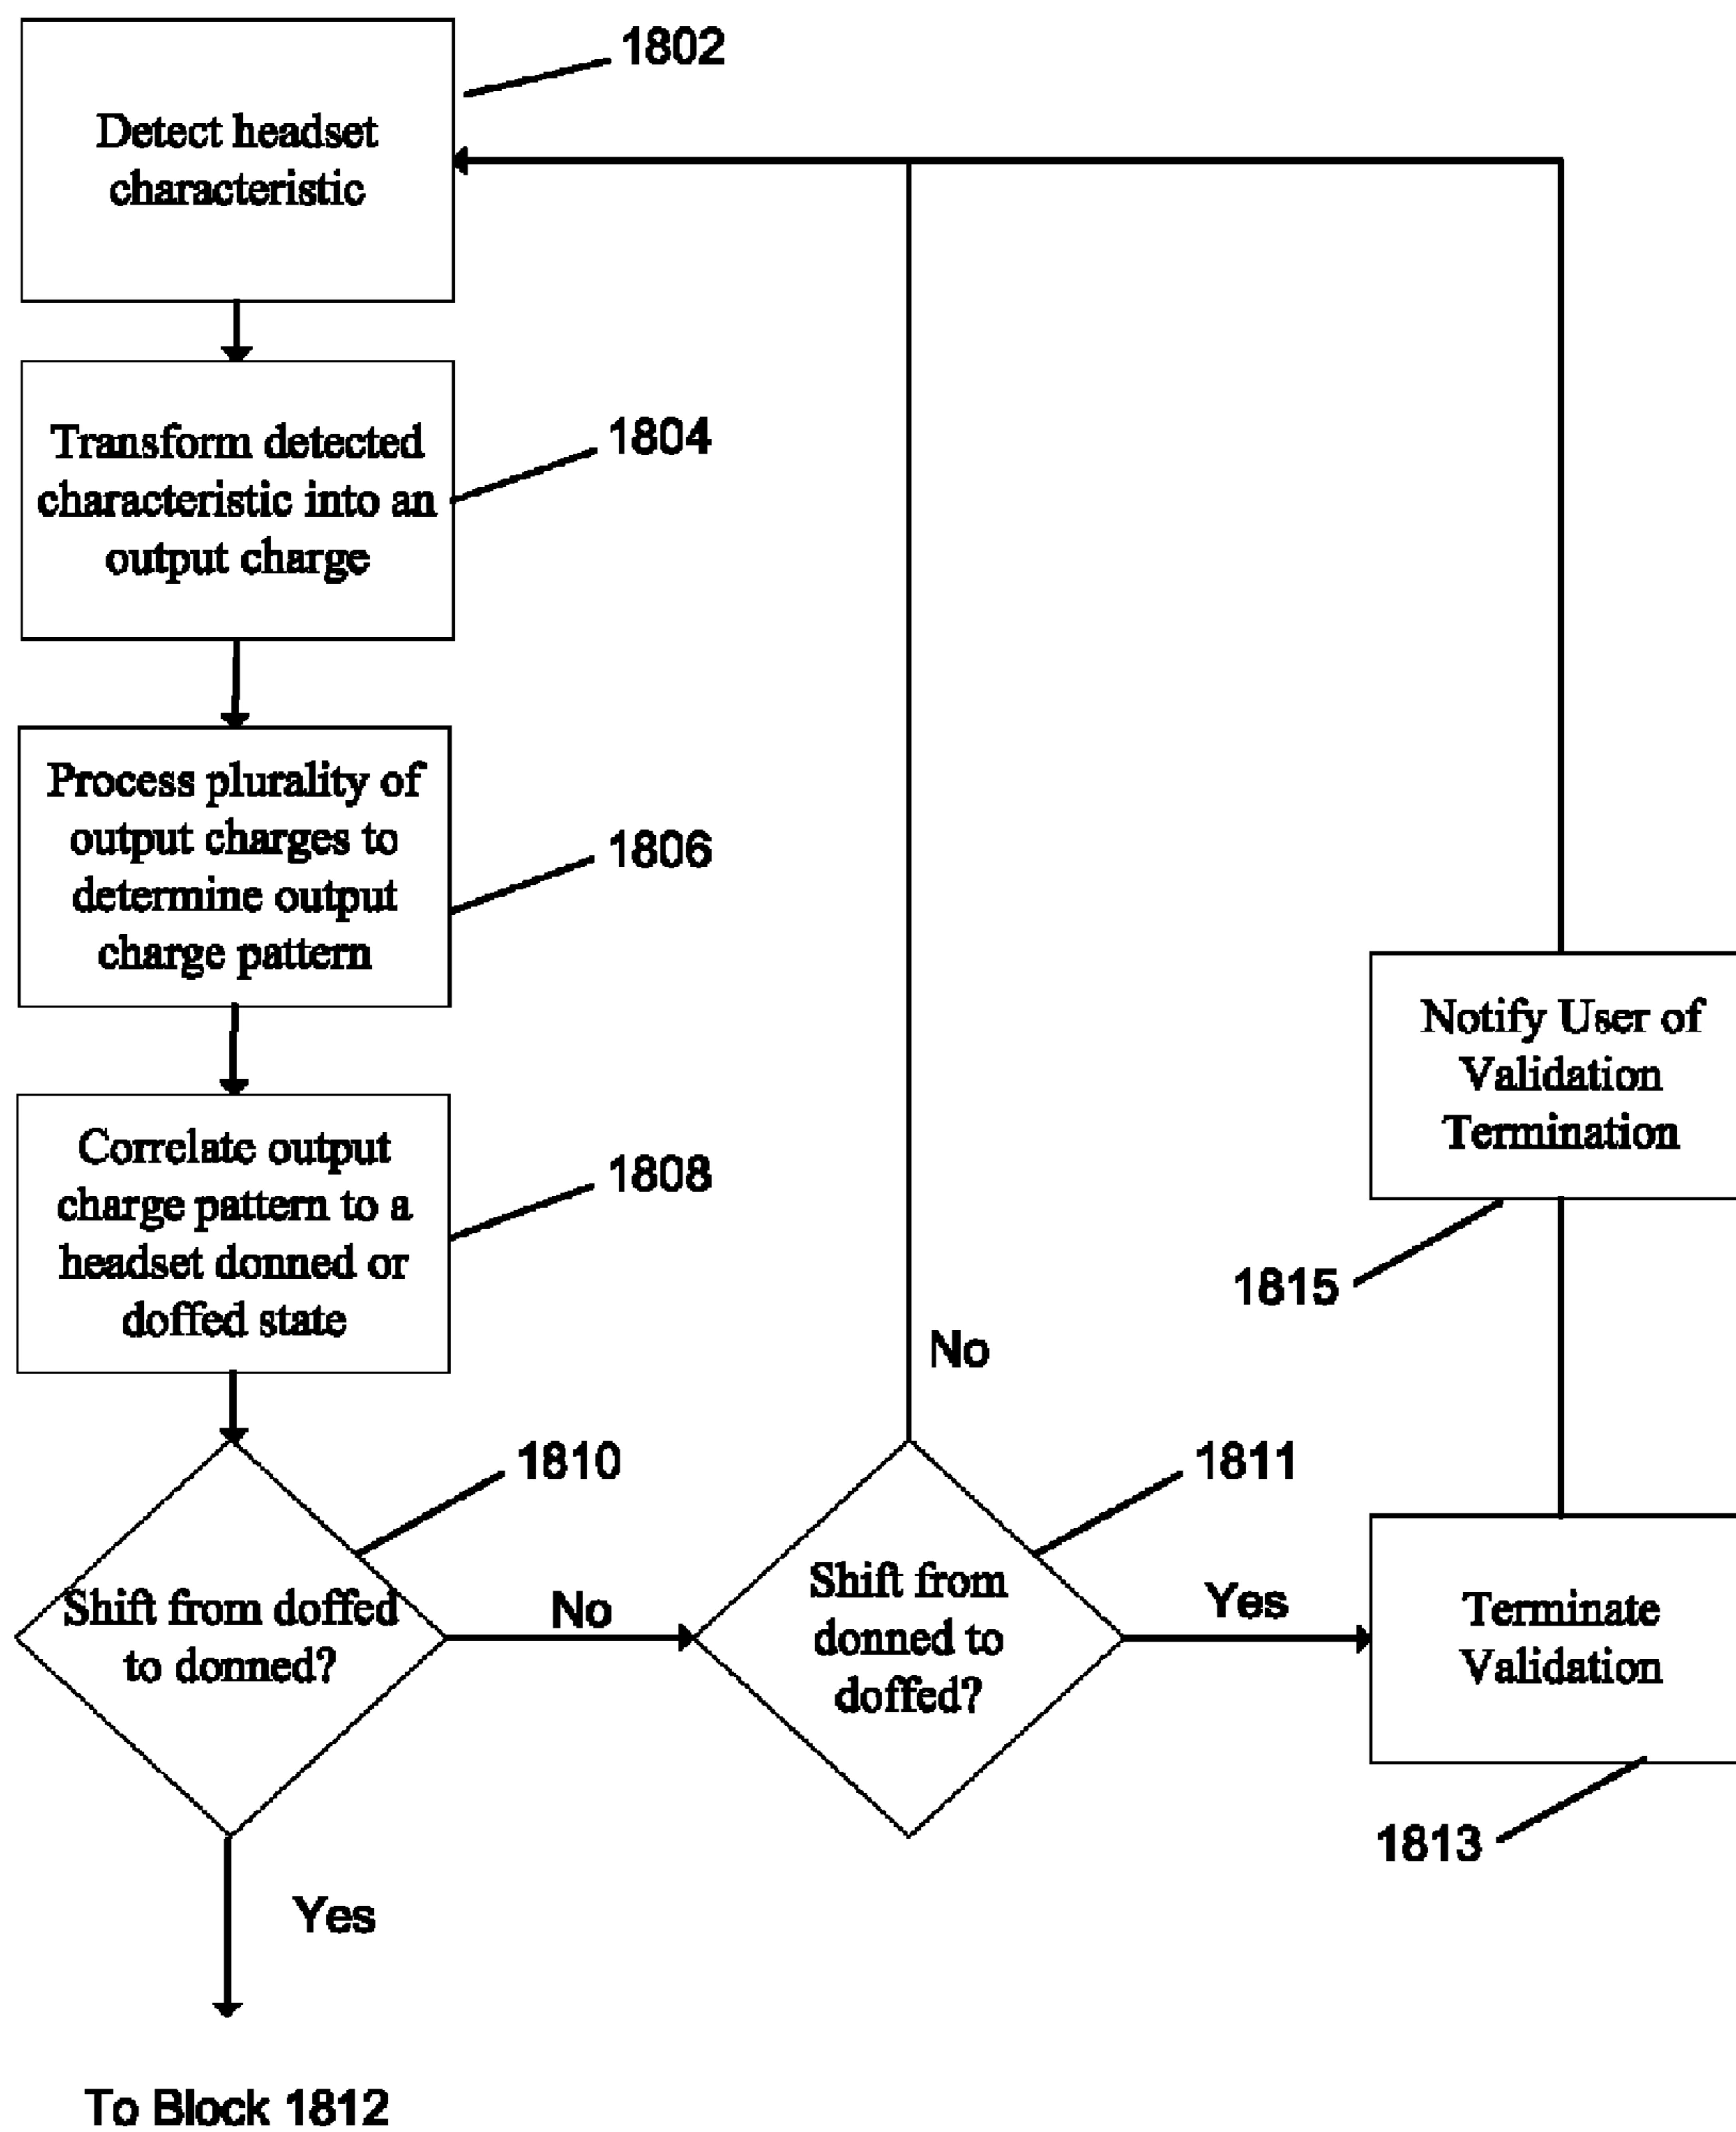 1802
Detect headset
characteristic
1804
Transform detected
characteristic into an
output charge
1806
Process plurality of
output charges to
determine output
charge pattern
1808
Correlate output
charge pattern to a
headset donned or
doffed state
1810
Shift from doffed
to donned?
No
Yes
To Block 1812
1811
Shift from
donned to
doffed?
No
Yes
Terminate
Validation
1813
Notify User of
Validation
Termination
1815